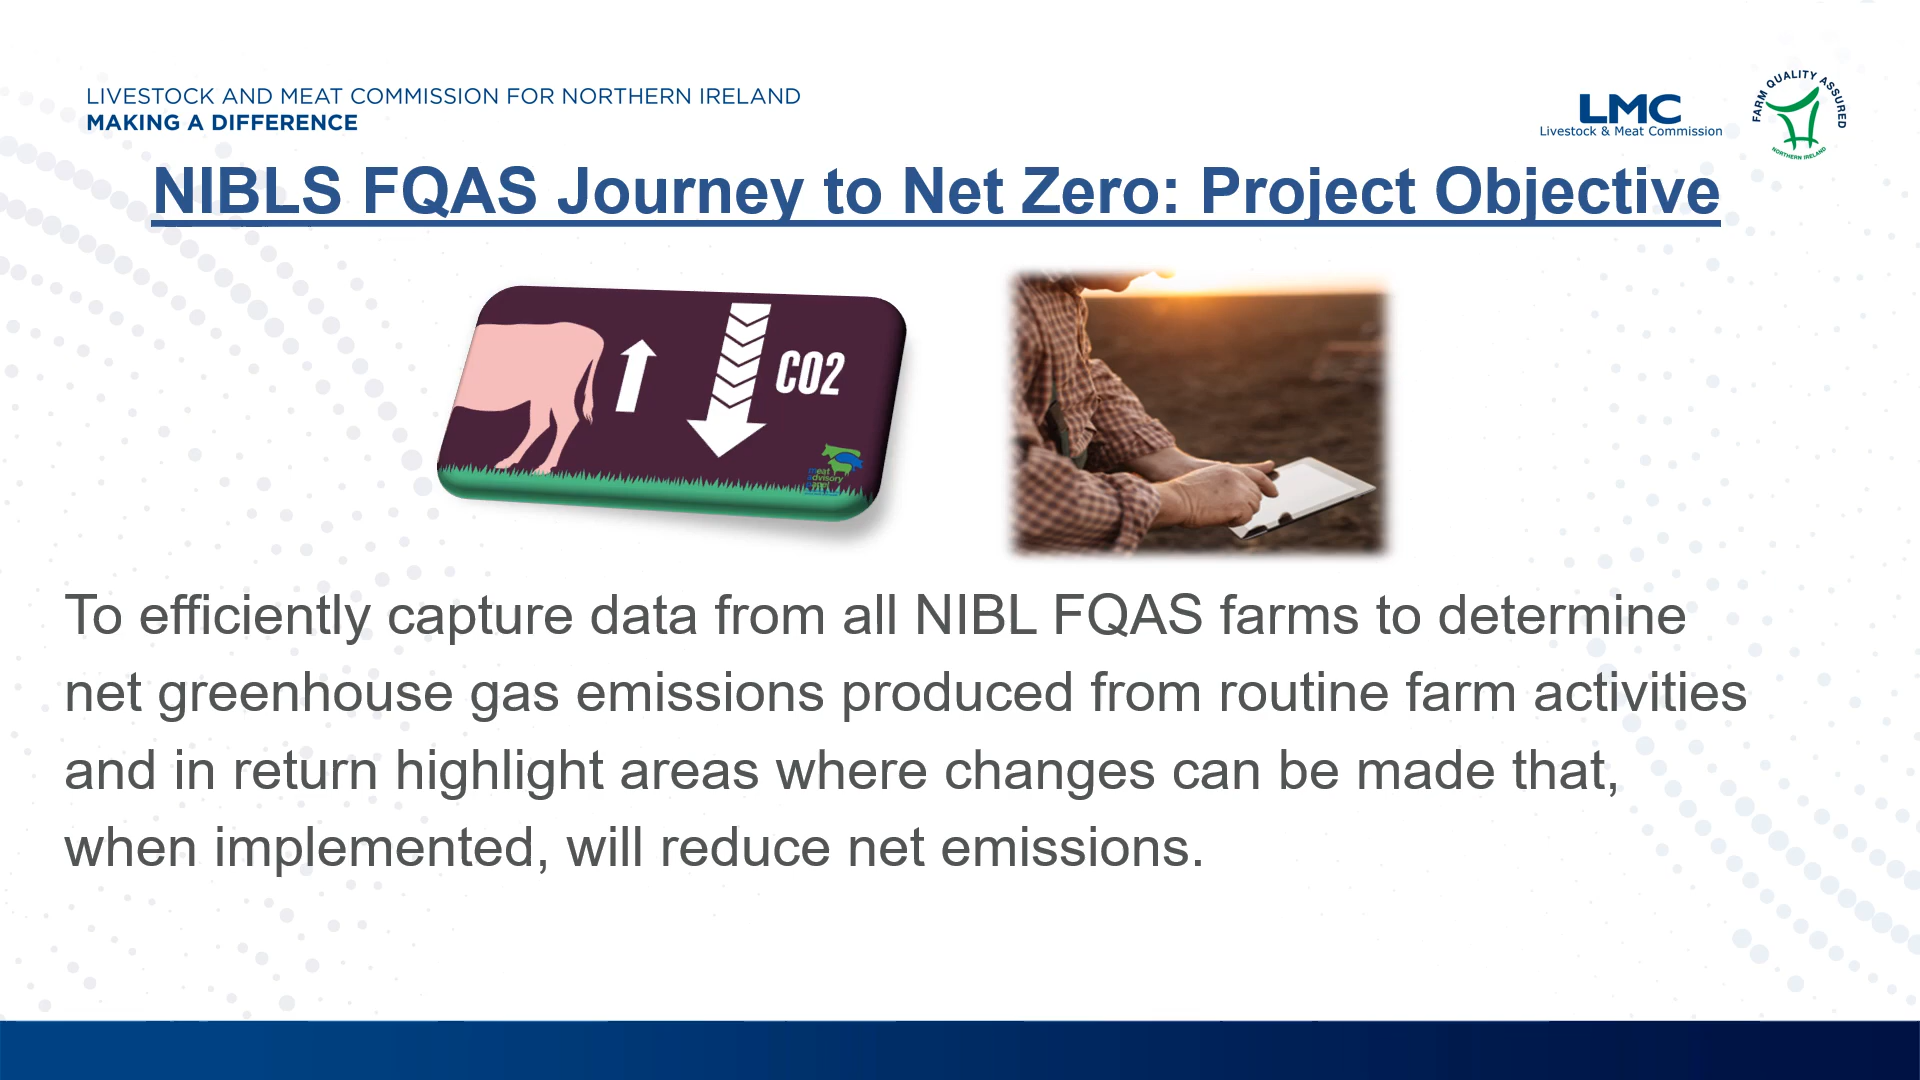 LIVESTOCK AND MEAT COMMISSION FOR NORTHERN IRELAND
MAKING A DIFFERENCE
LMC
Livestock & Meat Commission
FARM QUALITY ASSURED
NORTHERN IRELAND
NIBLS FQAS Journey to Net Zero: Project Objective
CO2
meat
advisory
panel
To efficiently capture data from all NIBL FQAS farms to determine
net greenhouse gas emissions produced from routine farm activities
and in return highlight areas where changes can be made that,
when implemented, will reduce net emissions.